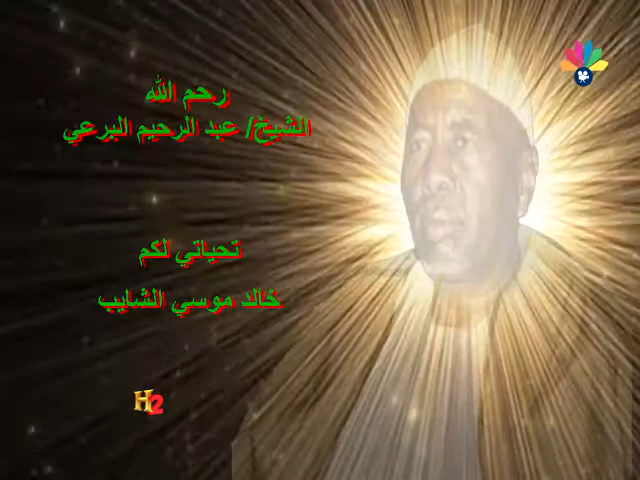 رحم الله
الشيخ/ عبد الرحيم البرعي
تحياتي لكم
خالد موسي الشايب
H2